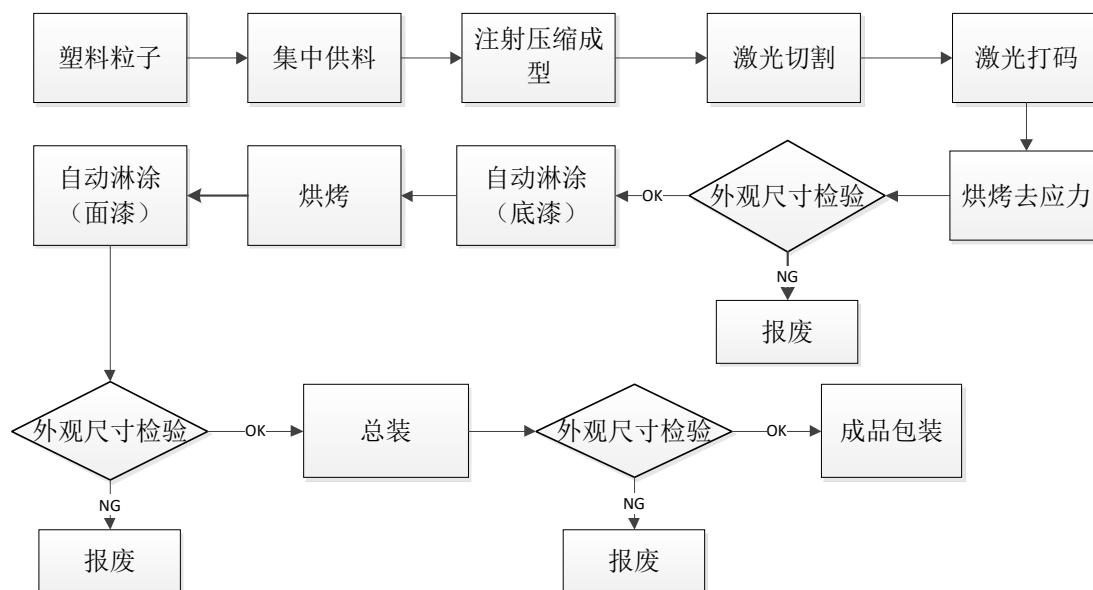 塑料粒子
集中供料
注射压缩成
型
激光切割
激光打码
自动淋涂
（面漆）
烘烤
自动淋涂
（底漆）
OK
外观尺寸检验
烘烤去应力
NG
报废
外观尺寸检验
OK
总装
外观尺寸检验
OK
成品包装
NG
NG
报废
报废